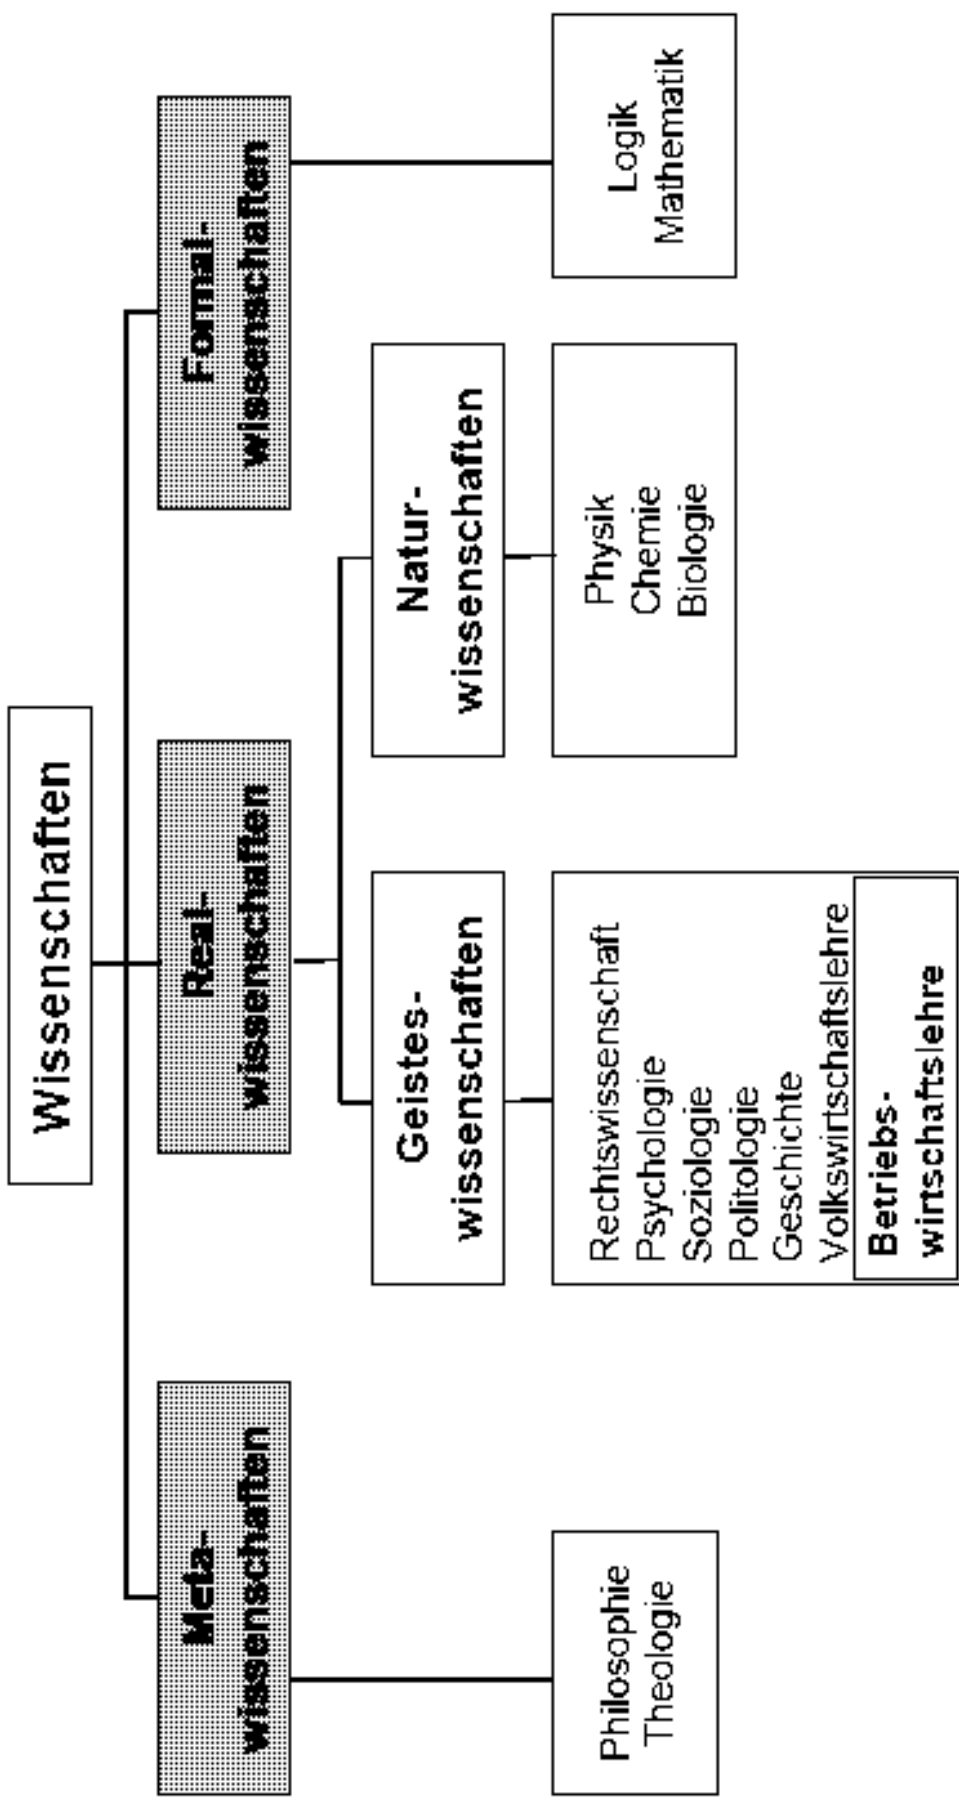 Wissenschaften
Meta-
wissenschaften
Real-
wissenschaften
Formal-
wissenschaften
Geistes-
wissenschaften
Natur-
wissenschaften
Philosophie
Theologie
Rechtswissenschaft
Psychologie
Soziologie
Politologie
Geschichte
Volkswirtschaftslehre
Betriebs-
wirtschaftslehre
Physik
Chemie
Biologie
Logik
Mathematik